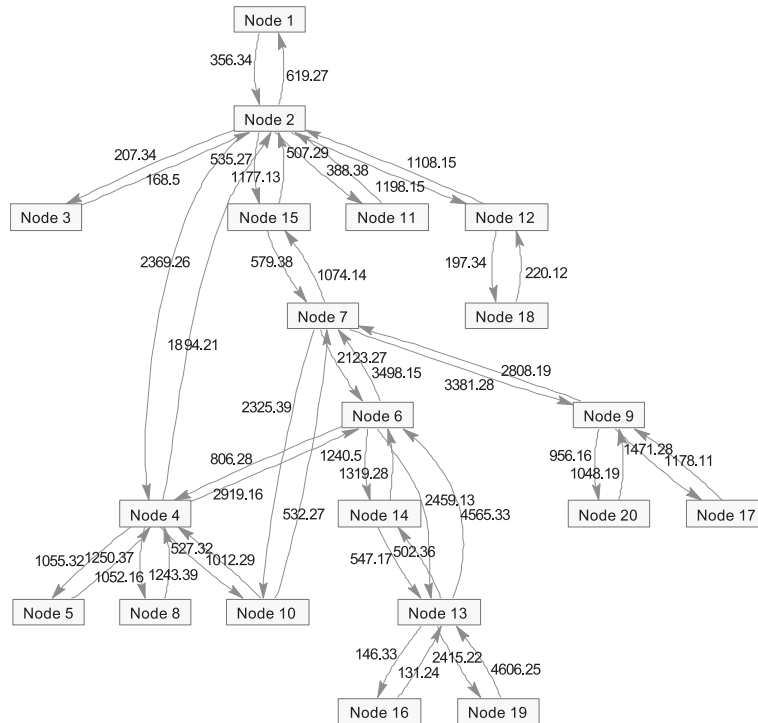 Node 1
356.34
619.27
Node 2
207.34
168.5
535.27
1177.13
507.29
388.38
1108.15
1198.15
Node 3
Node 15
Node 11
Node 12
2369.26
579.38
1074.14
197.34
220.12
1894.21
Node 7
Node 18
2123.27
3498.15
2808.19
3381.28
2325.39
Node 6
Node 9
806.28
2919.16
1240.5
1319.28
2459.13
4565.33
956.16
1048.19
1471.28
1178.11
Node 4
Node 14
Node 20
Node 17
532.27
1055.32
1250.37
1052.16
1243.39
527.32
1012.29
547.17
502.36
Node 5
Node 8
Node 10
Node 13
146.33
131.24
2415.22
4606.25
Node 16
Node 19